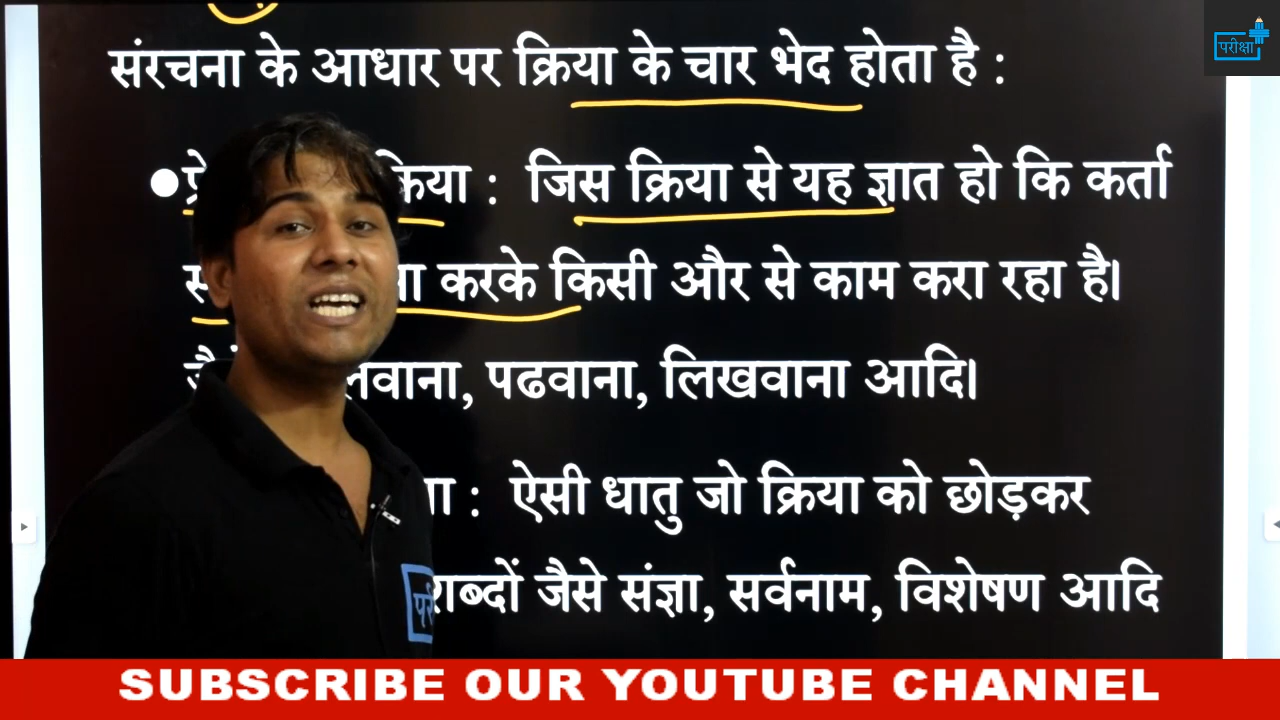 परीक्षा
संरचना के आधार पर क्रिया के चार भेद होता है :
क्रिया : जिस क्रिया से यह ज्ञात हो कि कर्ता
करके किसी और से काम करा रहा है।
पढवाना, लिखवाना आदि।
: ऐसी धातु जो क्रिया को छोड़कर
शब्दों जैसे संज्ञा, सर्वनाम, विशेषण आदि
SUBSCRIBE OUR YOUTUBE CHANNEL